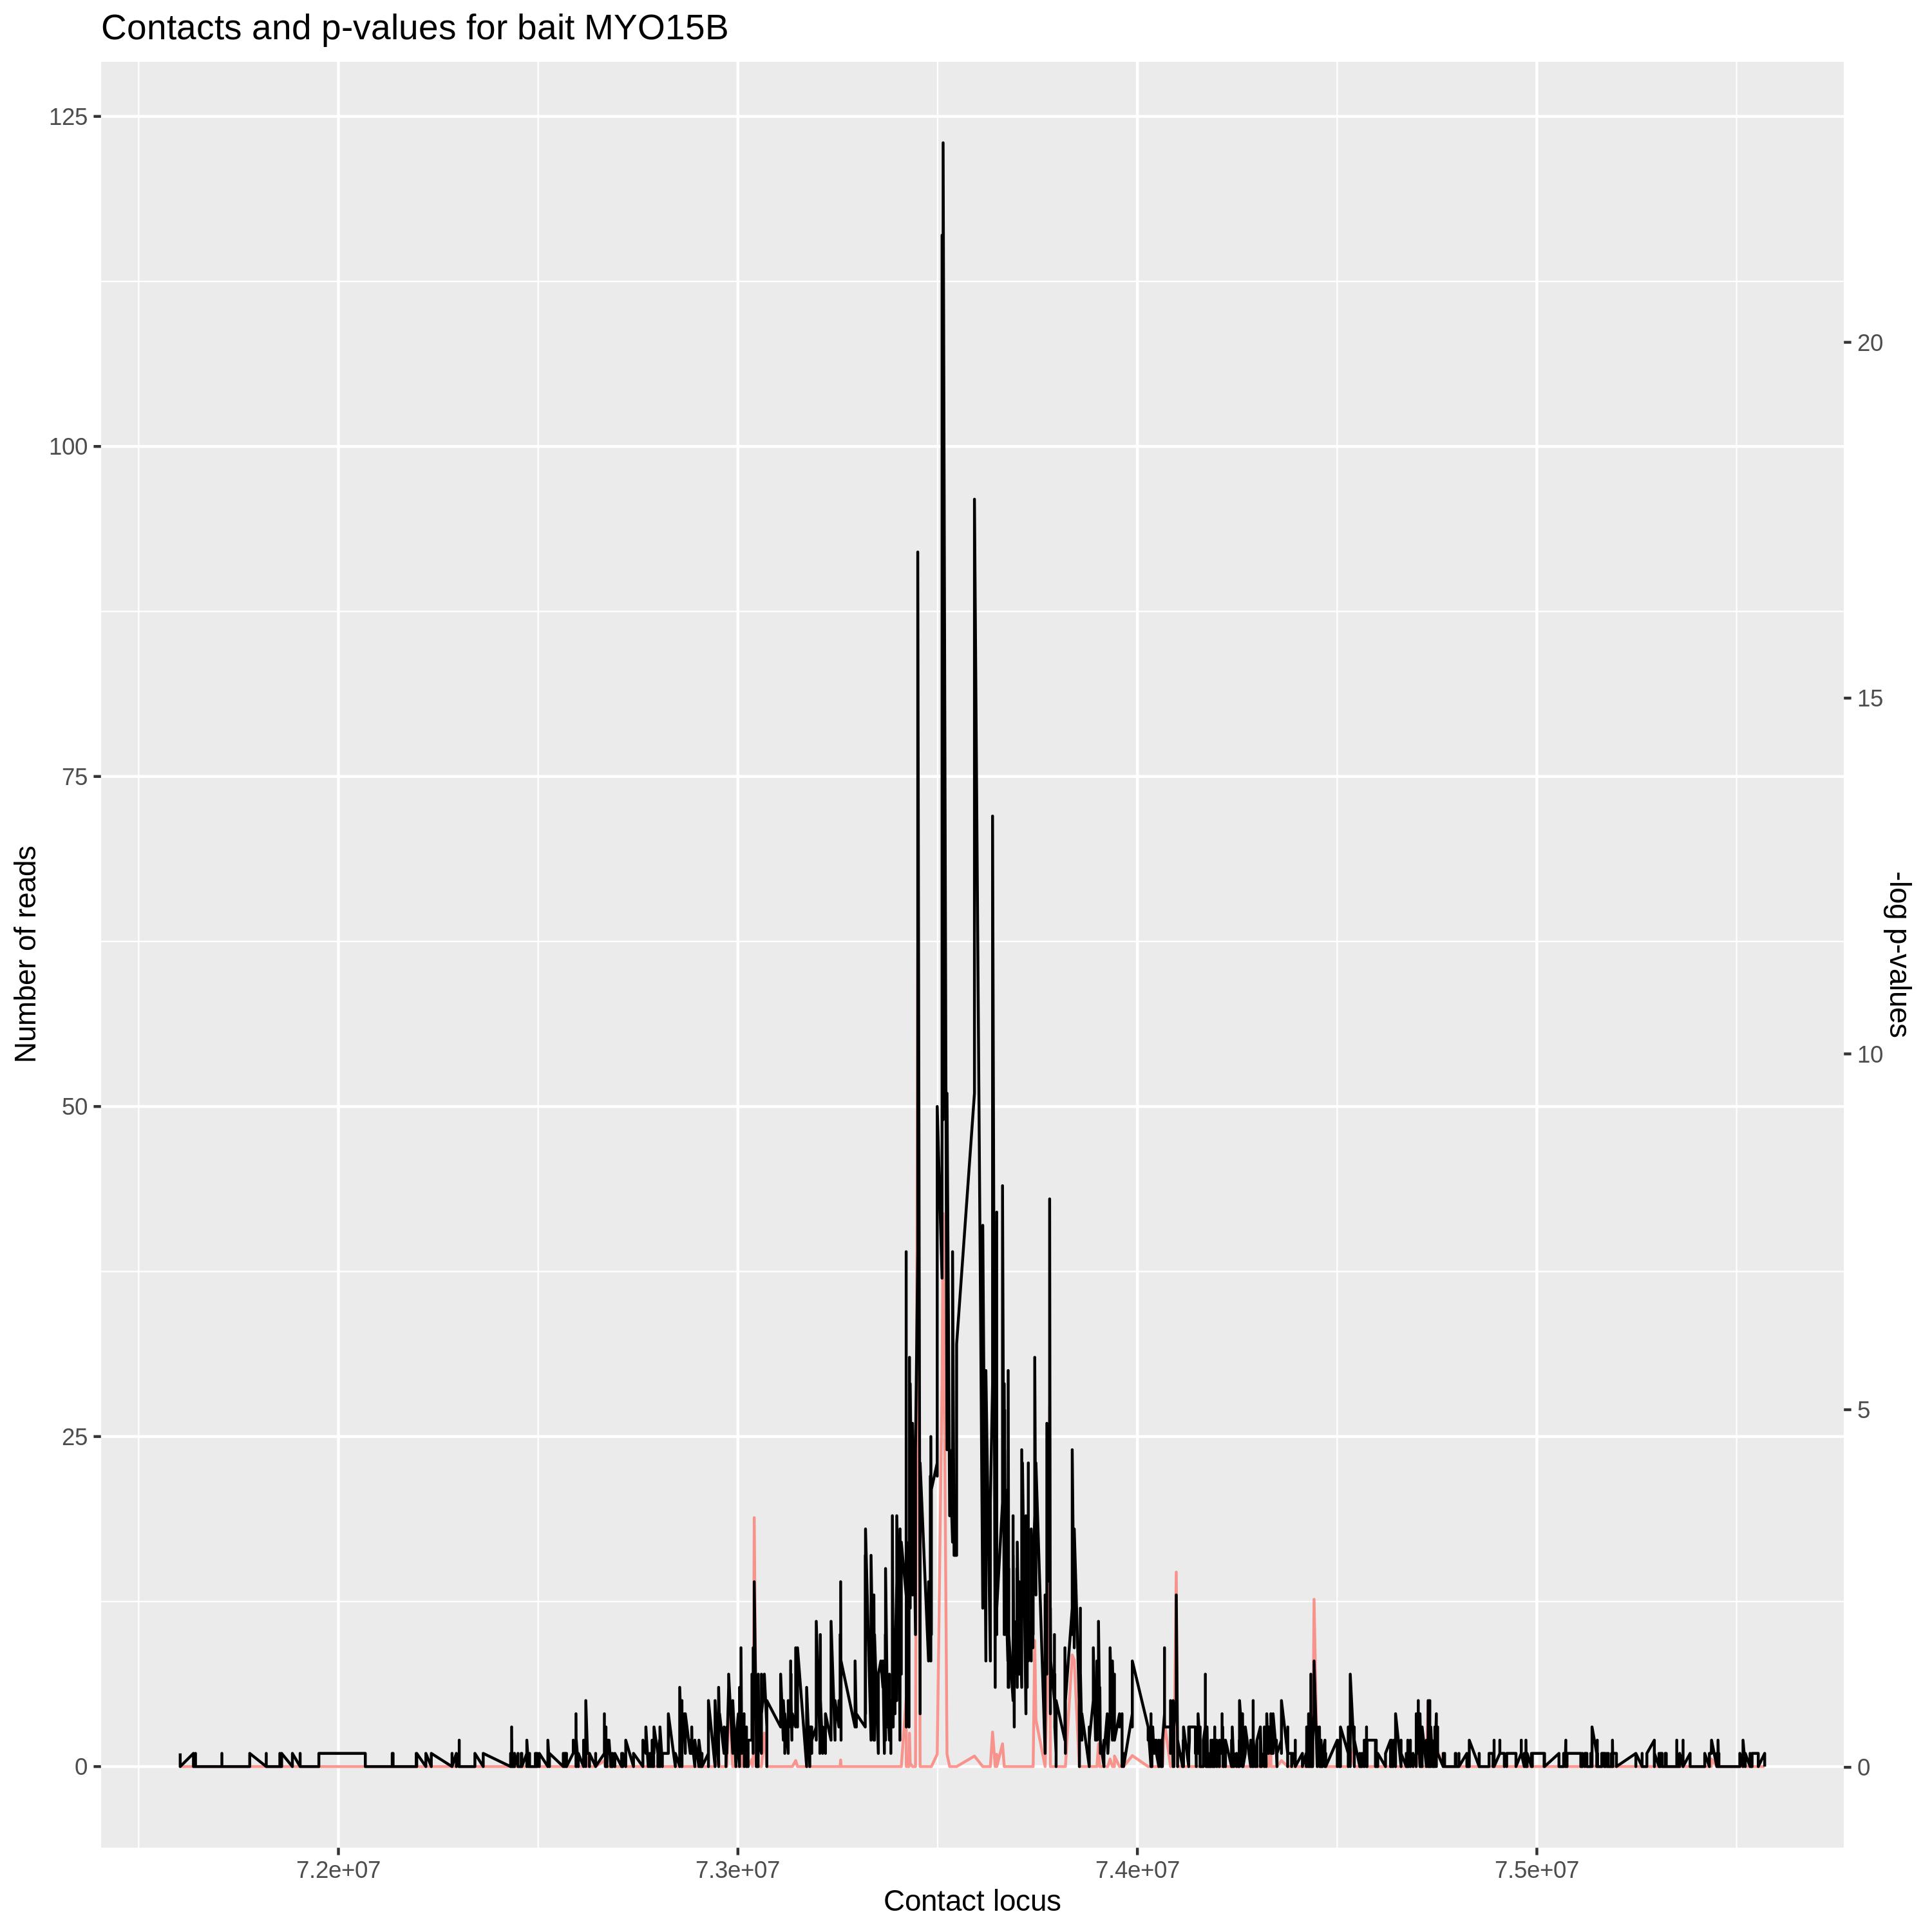 Contacts and p-values for bait MYO15B
125
100
75
50
25
0
Number of reads
20
15
10
5
0
-log p-values
7.2e+07
7.3e+07
7.4e+07
7.5e+07
Contact locus